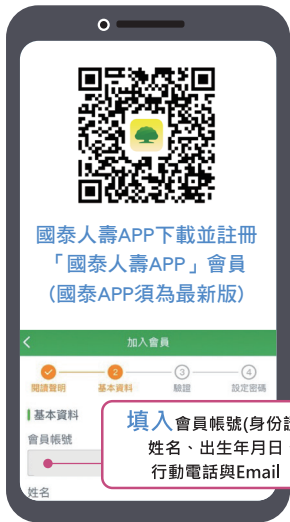 國泰人壽APP下載並註冊
「國泰人壽APP」會員
(國泰APP須為最新版)
加入會員
2 3 4
閱讀聲明 基本資料 驗證 設定密碼
基本資料
會員帳號
填入會員帳號(身份
姓名、出生年月日
行動電話與Email
姓名